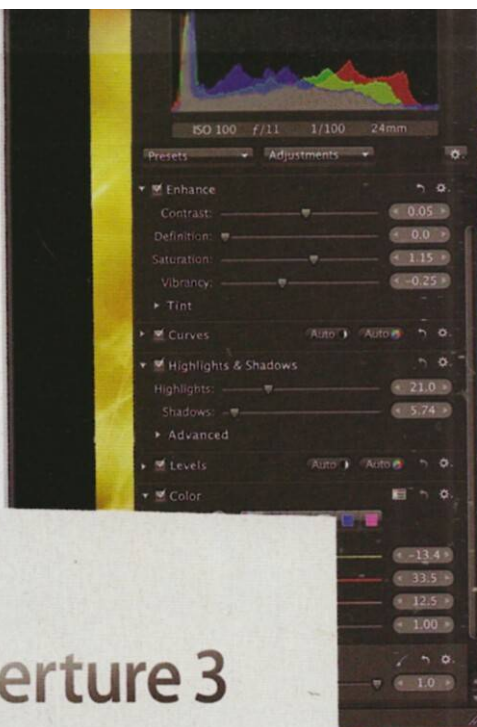 ISO 100 f/11 1/100 24mm
Presets Adjustments
Enhance
Contrast: 0.05
Definition: 0.0
Saturation: 1.15
Vibrancy: -0.25
Tint
Curves Auto Auto
Highlights & Shadows
Highlights: 21.0
Shadows: 5.74
Advanced
Levels Auto Auto
Color
-13.4
33.5
12.5
1.00
erture 3
1.0